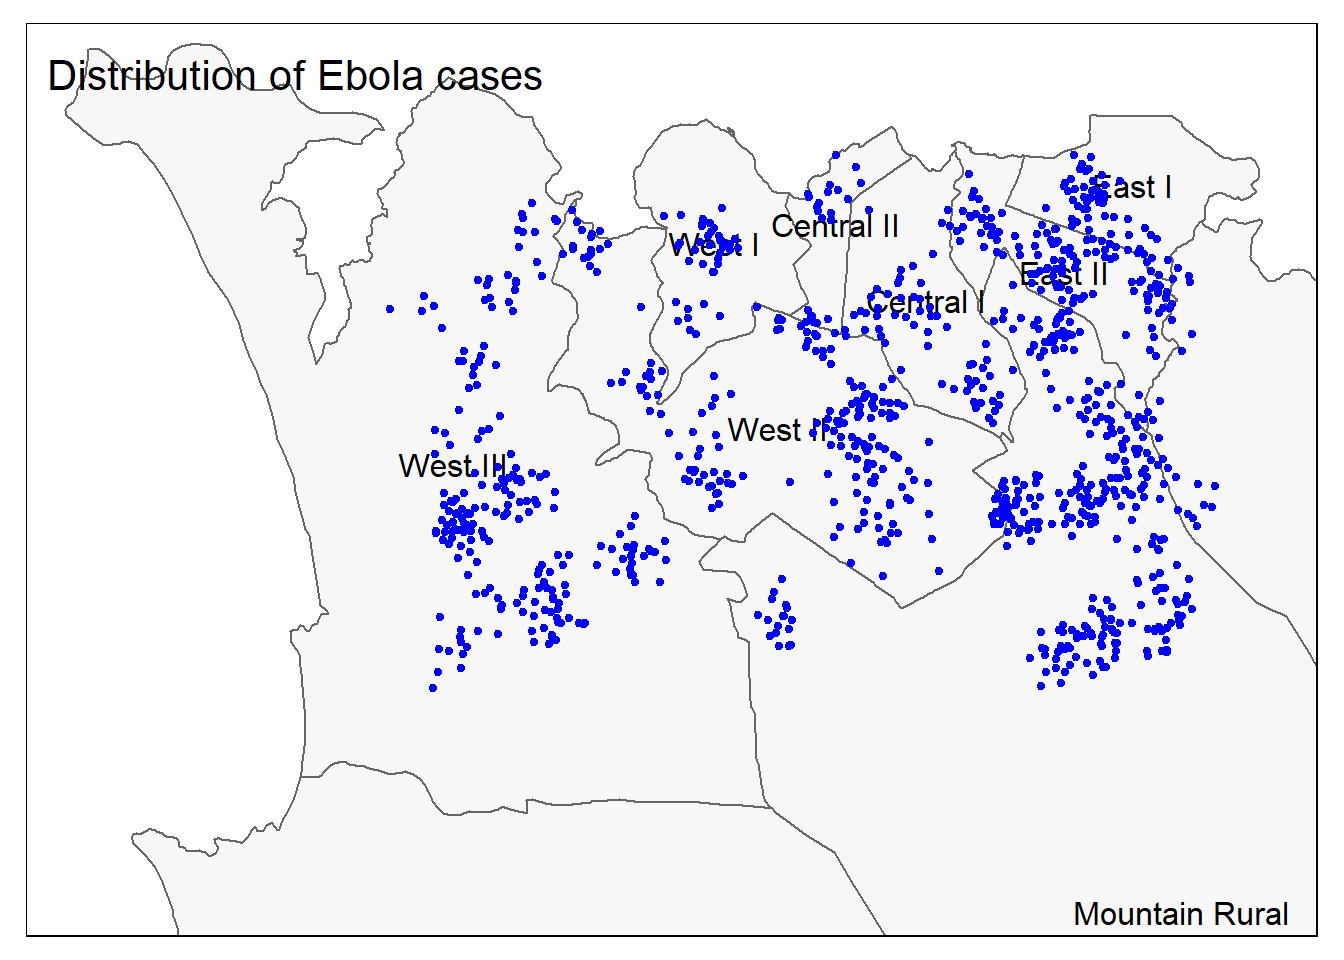 Distribution of Ebola cases
East I
Central II
West I
East II
Central I
West II
West III
Mountain Rural